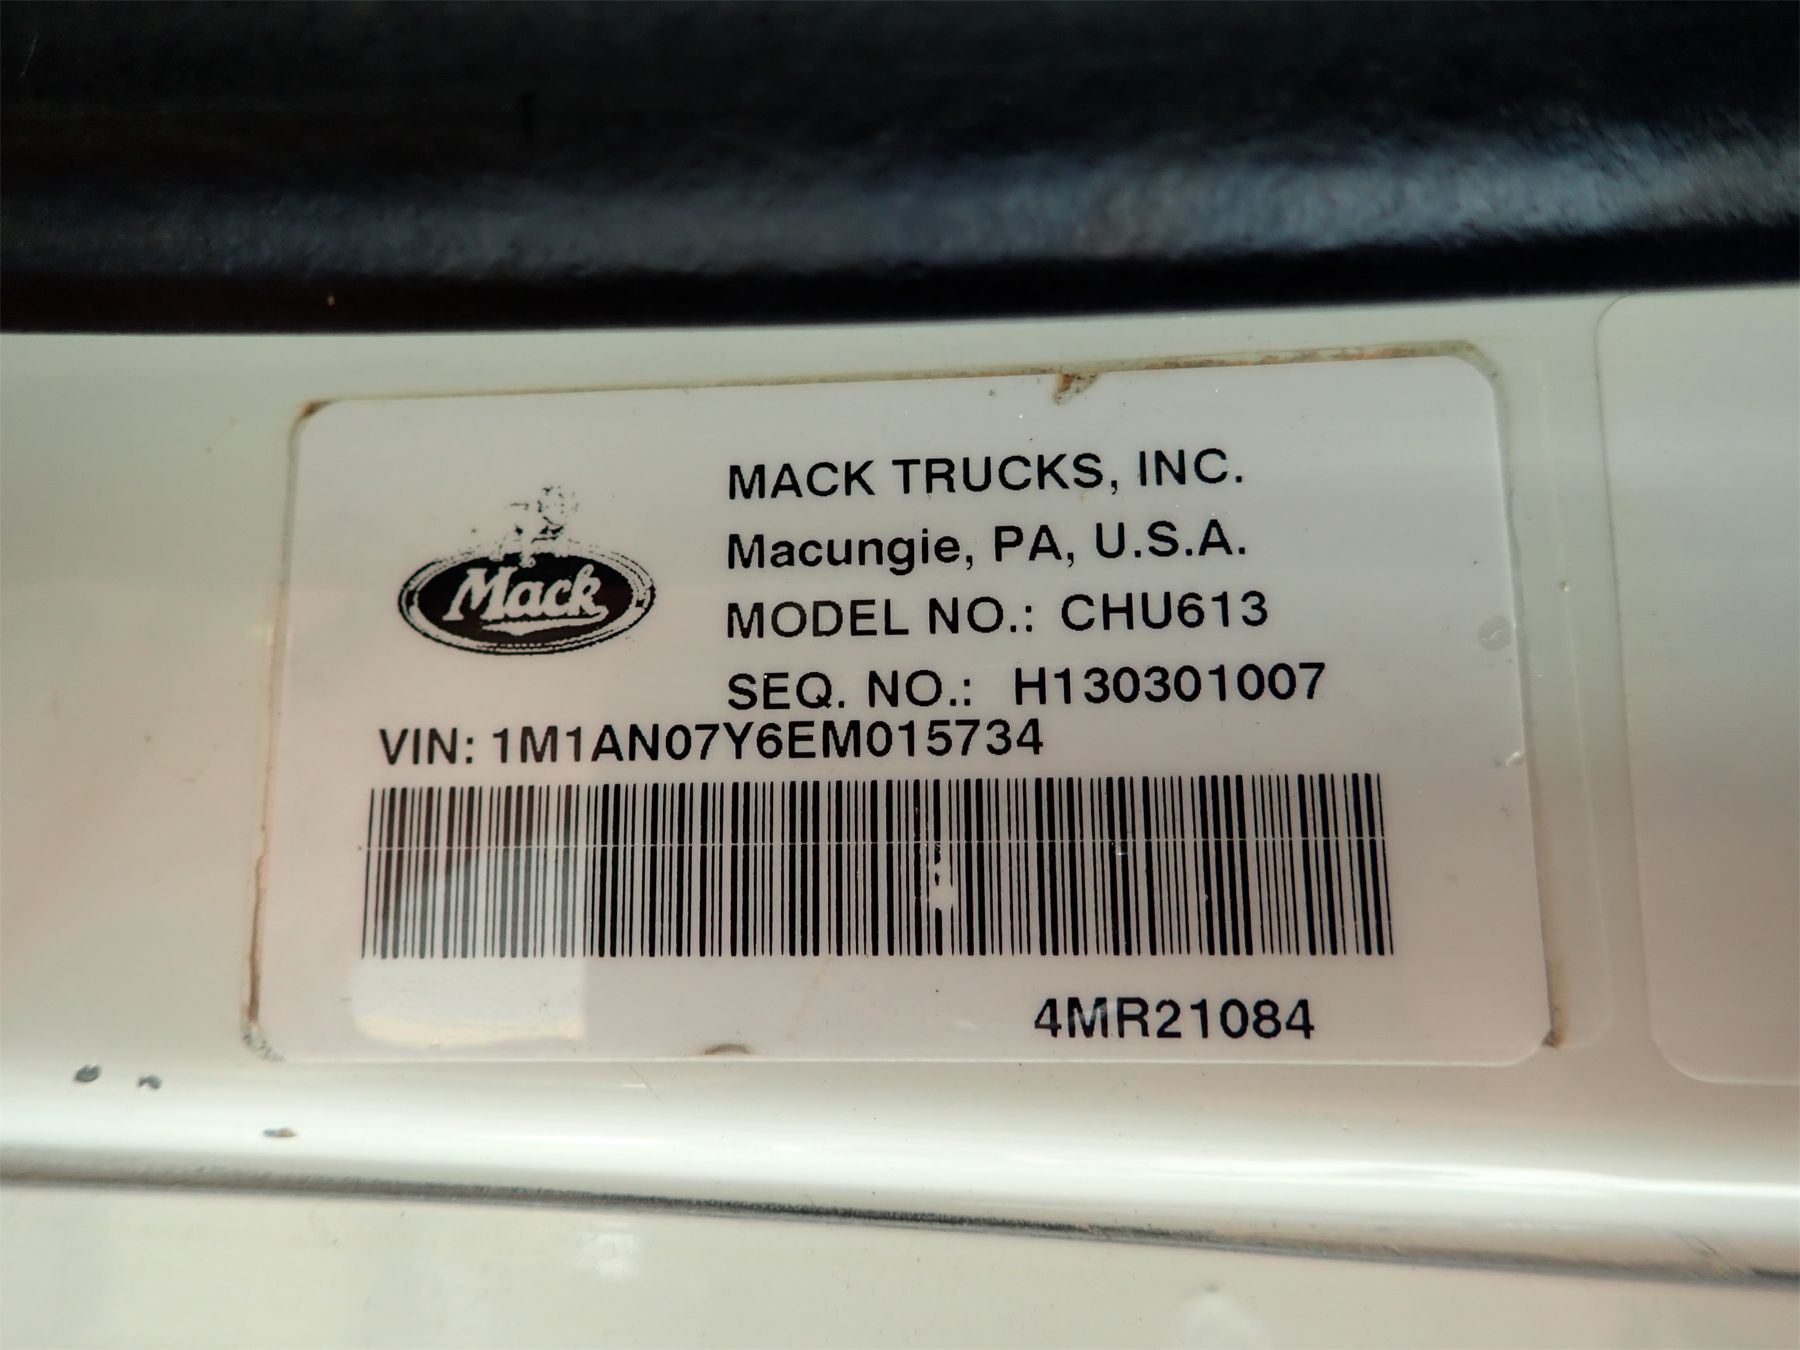 MACK TRUCKS, INC.
Macungie, PA, U.S.A.
Mack
MODEL NO.: CHU613
SEQ. NO.: H130301007
VIN: 1M1AN07Y6EM015734
4MR21084